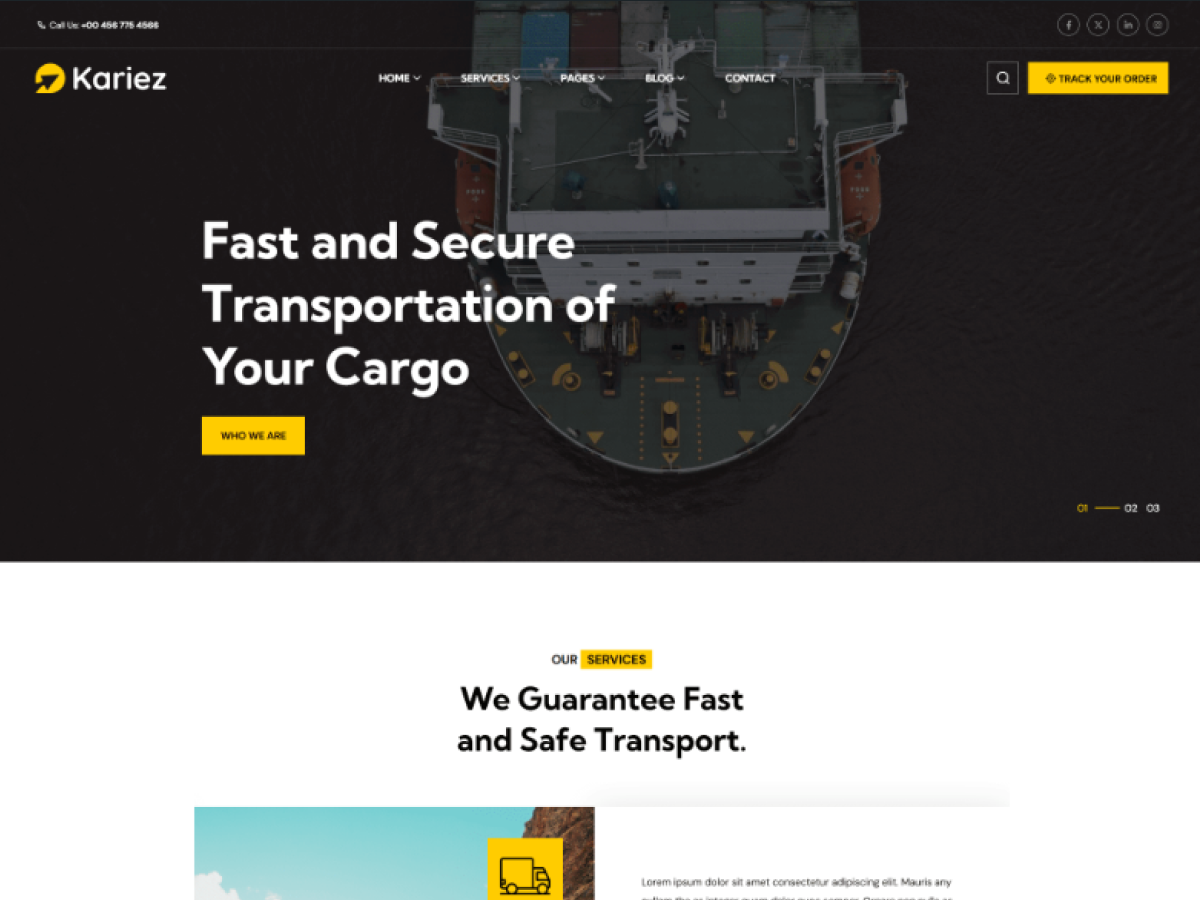 Call Us: +00 456 775 4566
Kariez
HOME
SERVICES
PAGES
BLOG
CONTACT
TRACK YOUR ORDER
Fast and Secure
Transportation of
Your Cargo
WHO WE ARE
01 02 03
OUR SERVICES
We Guarantee Fast
and Safe Transport.
Lorem ipsum dolor sit amet consectetur adipiscing elit. Mauris any